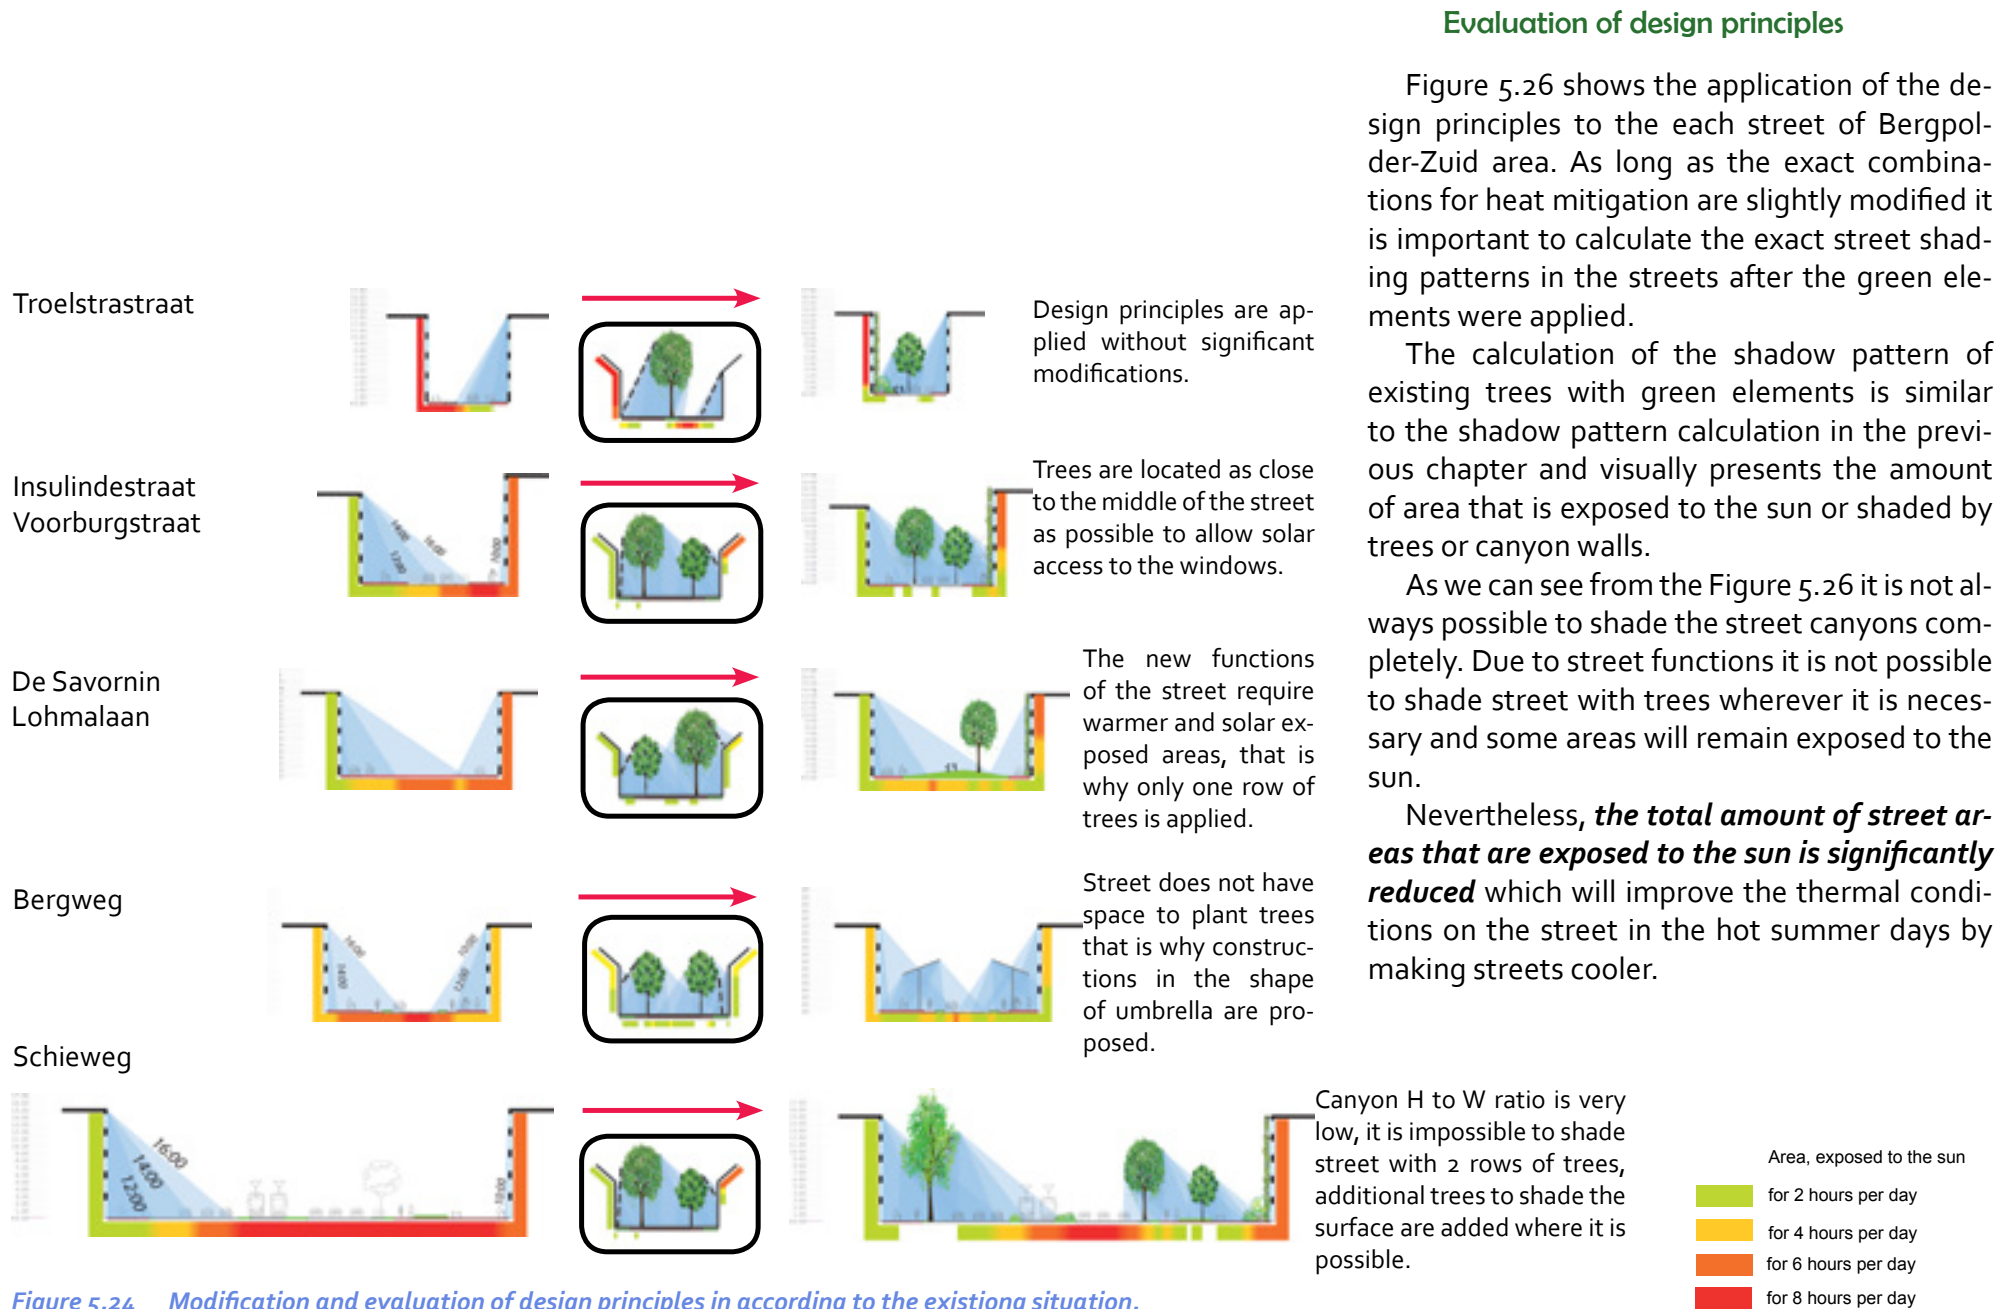 Evaluation of design principles
Figure 5.26 shows the application of the de-
sign principles to the each street of Bergpol-
der-Zuid area. As long as the exact combina-
tions for heat mitigation are slightly modified it
is important to calculate the exact street shad-
ing patterns in the streets after the green ele-
ments were applied.
The calculation of the shadow pattern of
existing trees with green elements is similar
to the shadow pattern calculation in the previ-
ous chapter and visually presents the amount
of area that is exposed to the sun or shaded by
trees or canyon walls.
As we can see from the Figure 5.26 it is not al-
ways possible to shade the street canyons com-
pletely. Due to street functions it is not possible
to shade street with trees wherever it is neces-
sary and some areas will remain exposed to the
sun.
Nevertheless, the total amount of street ar-
eas that are exposed to the sun is significantly
reduced which will improve the thermal condi-
tions on the street in the hot summer days by
making streets cooler.
Troelstrastraat
Design principles are ap-
plied without significant
modifications.
Insulindestraat
Voorburgstraat
14:00
16:00
12:00
10:00
Trees are located as close
to the middle of the street
as possible to allow solar
access to the windows.
De Savornin
Lohmalaan
The new functions
of the street require
warmer and solar ex-
posed areas, that is
why only one row of
trees is applied.
Bergweg
16:00
14:00
10:00
12:00
Street does not have
space to plant trees
that is why construc-
tions in the shape
of umbrella are pro-
posed.
Schieweg
16:00
14:00
12:00
10:00
Canyon H to W ratio is very
low, it is impossible to shade
street with 2 rows of trees,
additional trees to shade the
surface are added where it is
possible.
Area, exposed to the sun
for 2 hours per day
for 4 hours per day
for 6 hours per day
for 8 hours per day
Figure 5.24 Modification and evaluation of design principles in according to the existiong situation.